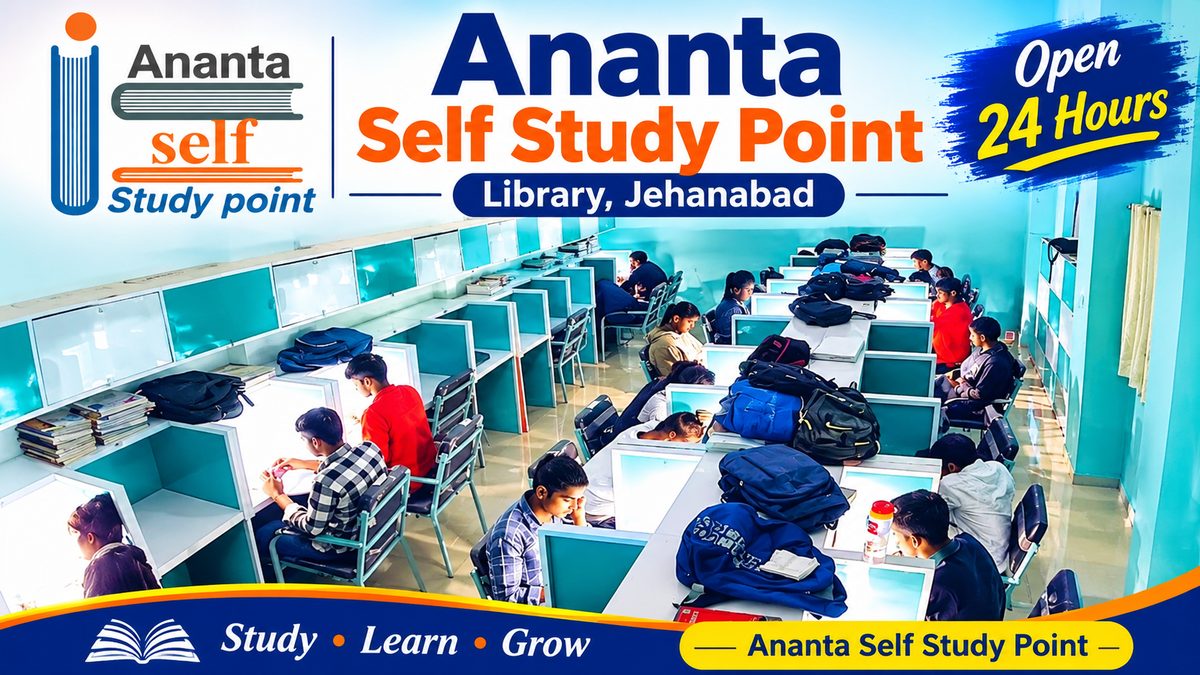 Ananta
self
Study point
Ananta
Self Study Point
Library, Jehanabad
Open
24 Hours
Study • Learn • Grow
Ananta Self Study Point